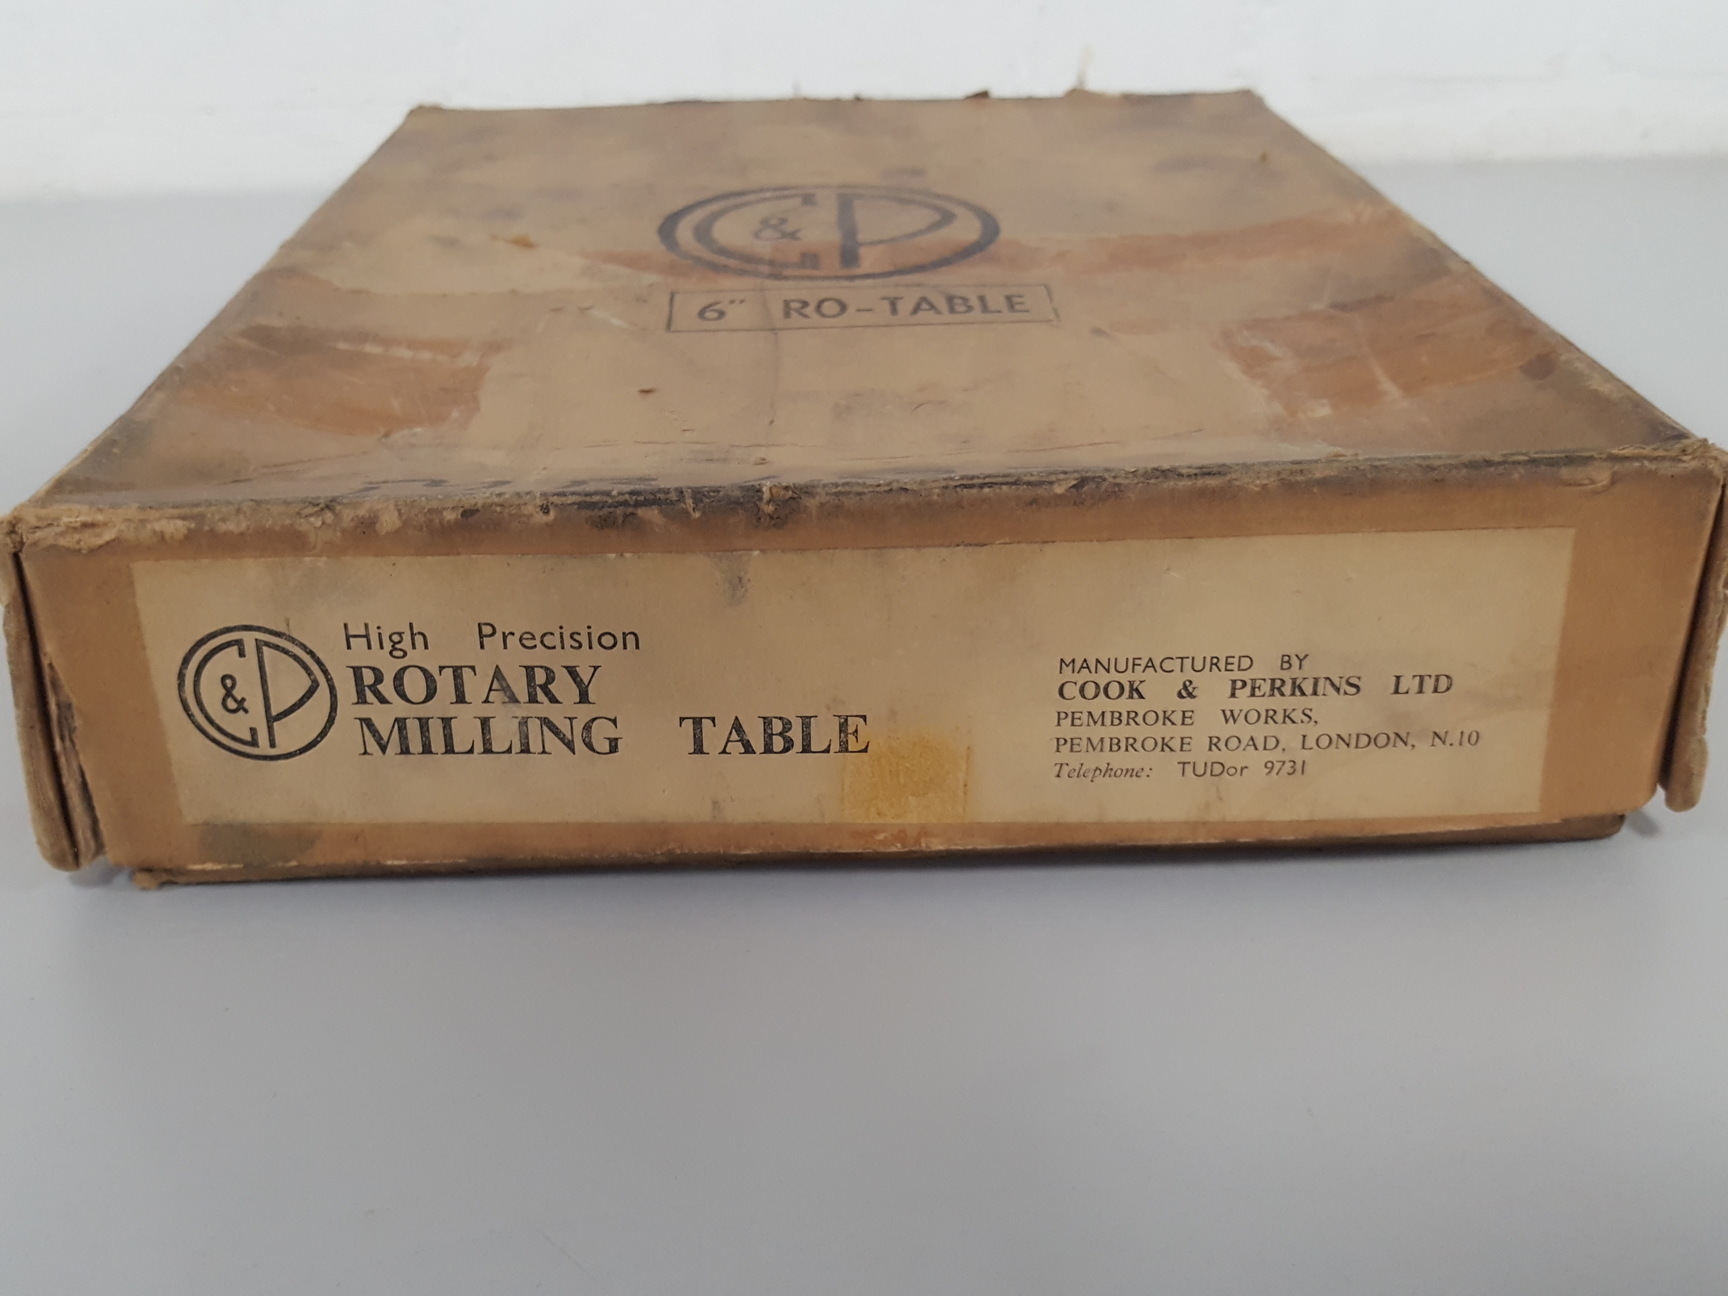 C&P
6" RO-TABLE
C&P
High Precision
ROTARY
MILLING TABLE
MANUFACTURED BY
COOK & PERKINS LTD
PEMBROKE WORKS,
PEMBROKE ROAD, LONDON, N.10
Telephone: TUDor 9731